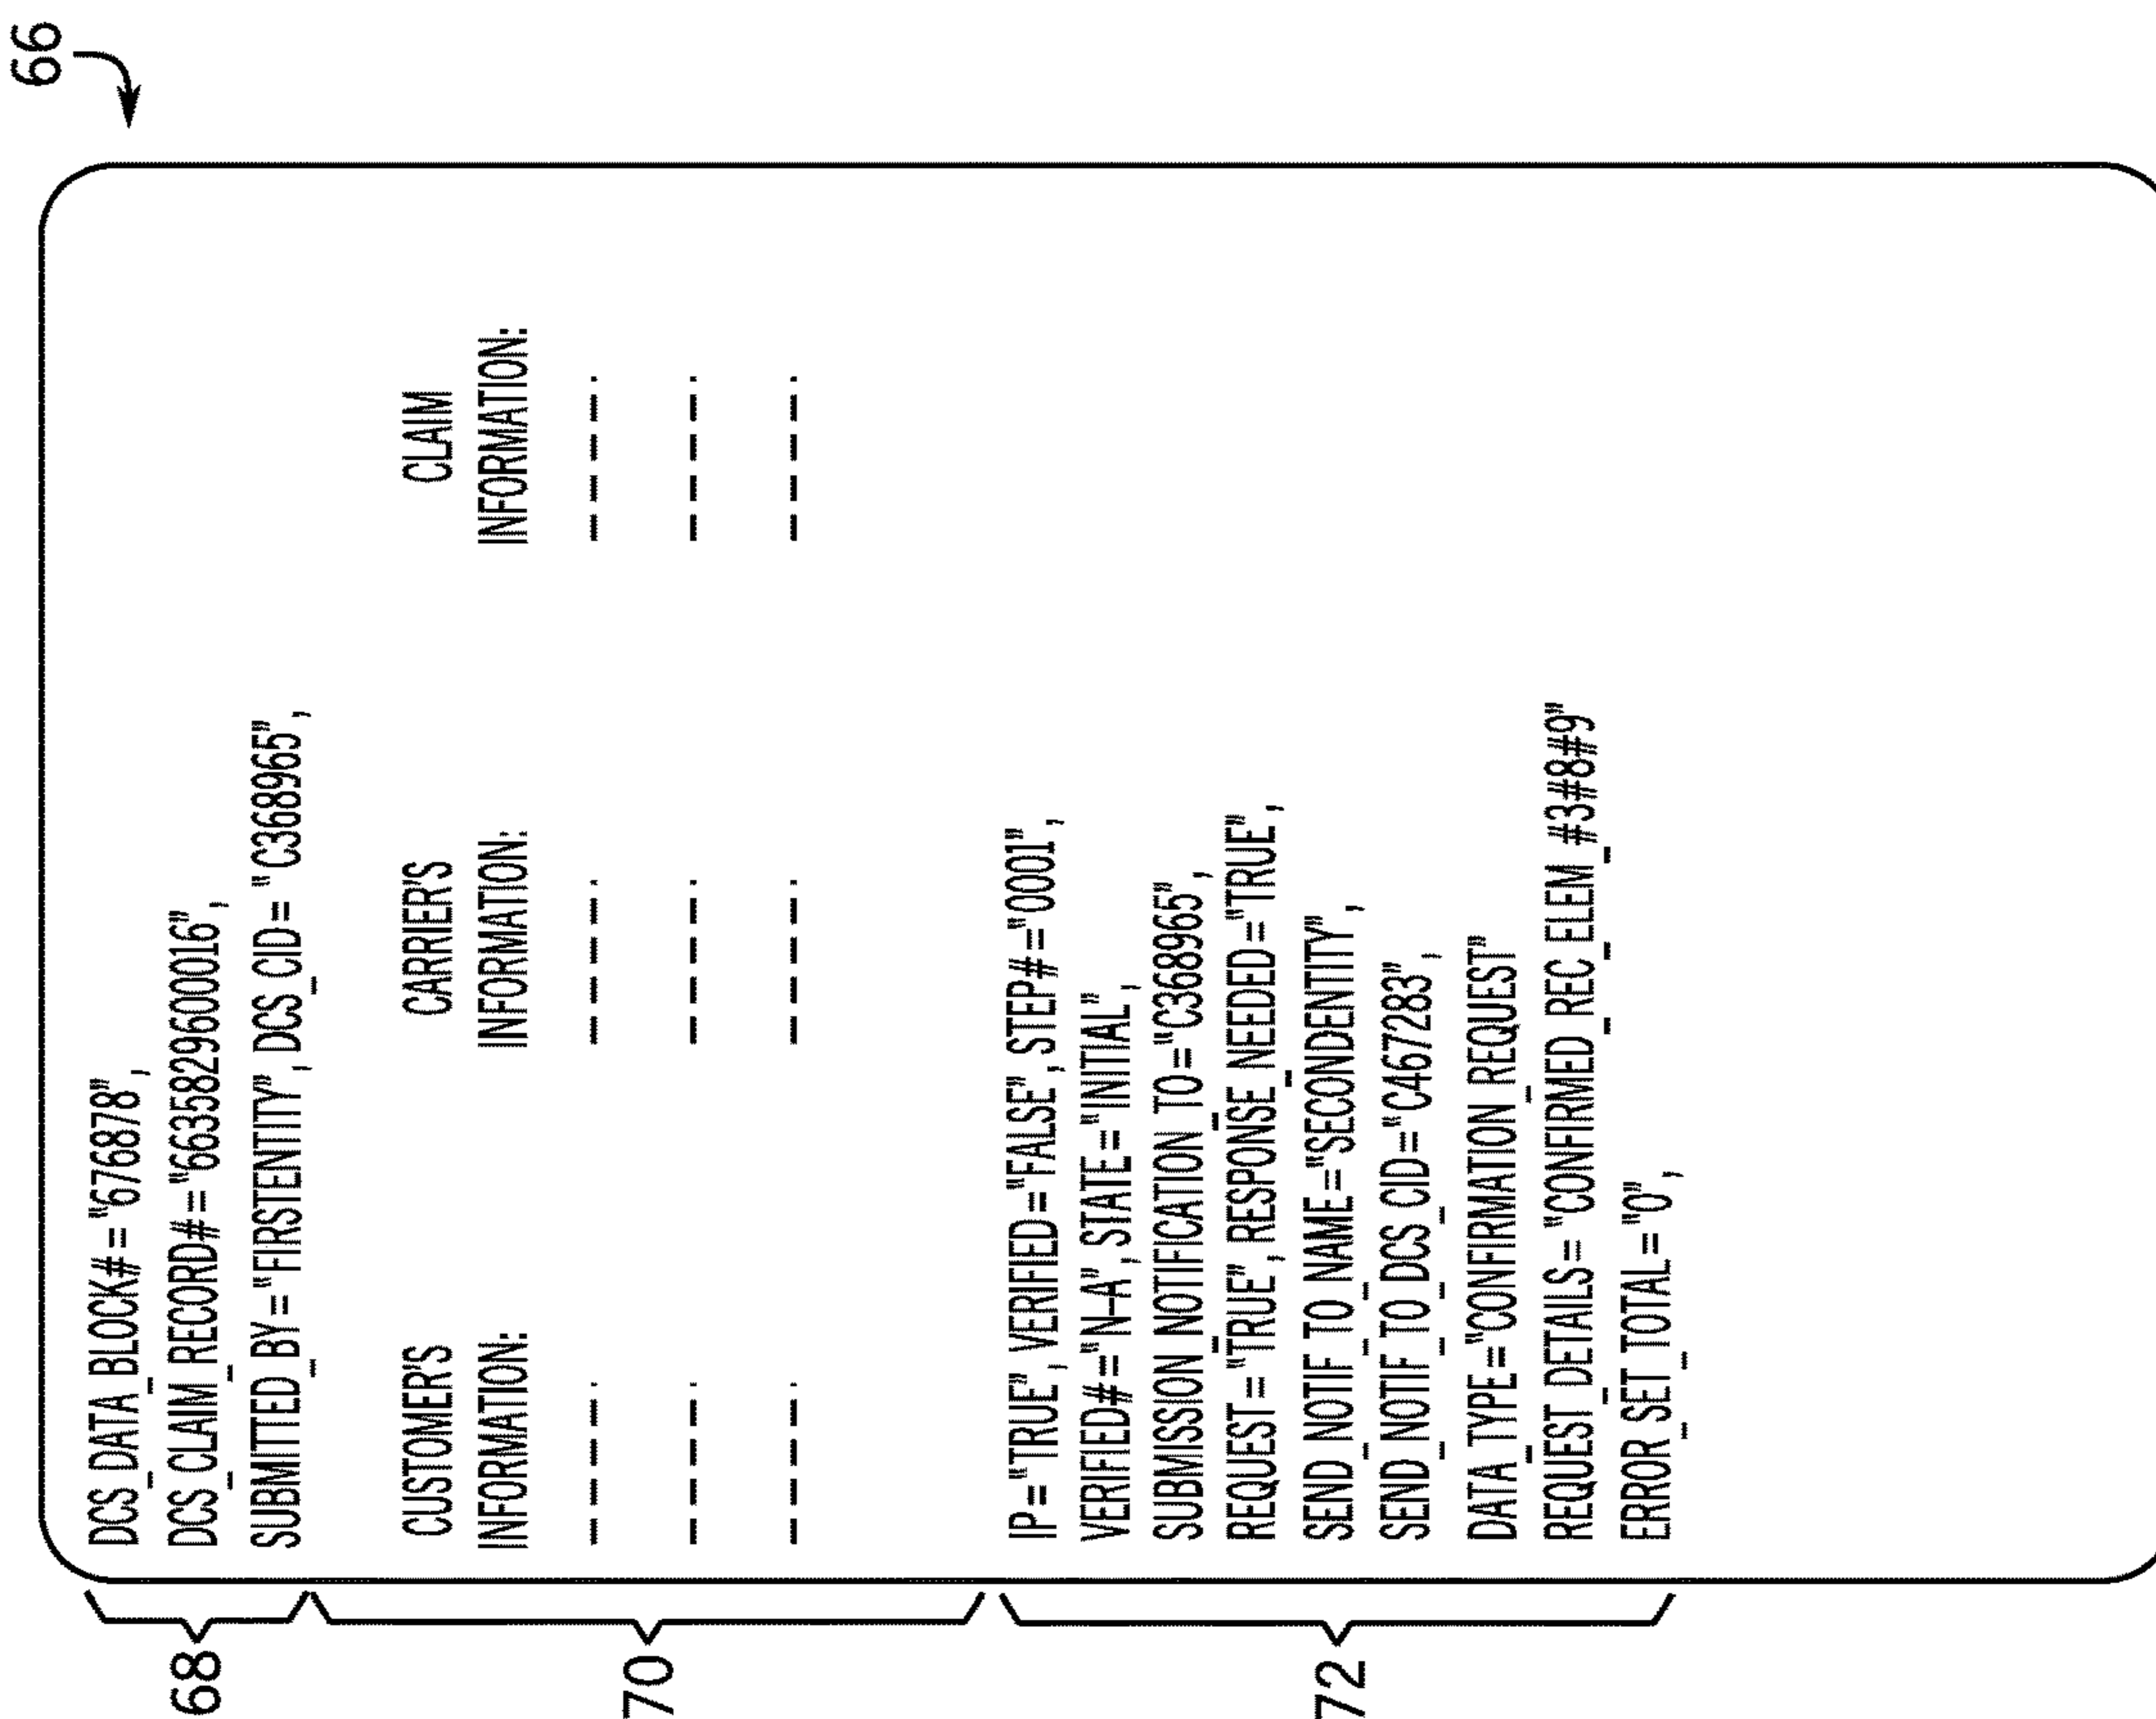 66
68
DCS_DATA_BLOCK#="676878",
DCS_CLAIM_RECORD#="6635829600016",
SUBMITTED_BY="FIRSTENTITY", DCS_CID="C368965",
70
CUSTOMER'S
INFORMATION:
CARRIER'S
INFORMATION:
CLAIM
INFORMATION:
72
IP="TRUE", VERIFIED="FALSE", STEP#="0001",
VERIFIED#="N-A", STATE="INITIAL",
SUBMISSION_NOTIFICATION_TO="C368965",
REQUEST="TRUE", RESPONSE_NEEDED="TRUE",
SEND_NOTIF_TO_NAME="SECONDENTITY",
SEND_NOTIF_TO_DCS_CID="C467283",
DATA_TYPE="CONFIRMATION_REQUEST"
REQUEST_DETAILS="CONFIRMED_REC_ELEM_#3#8#9"
ERROR_SET_TOTAL="0",